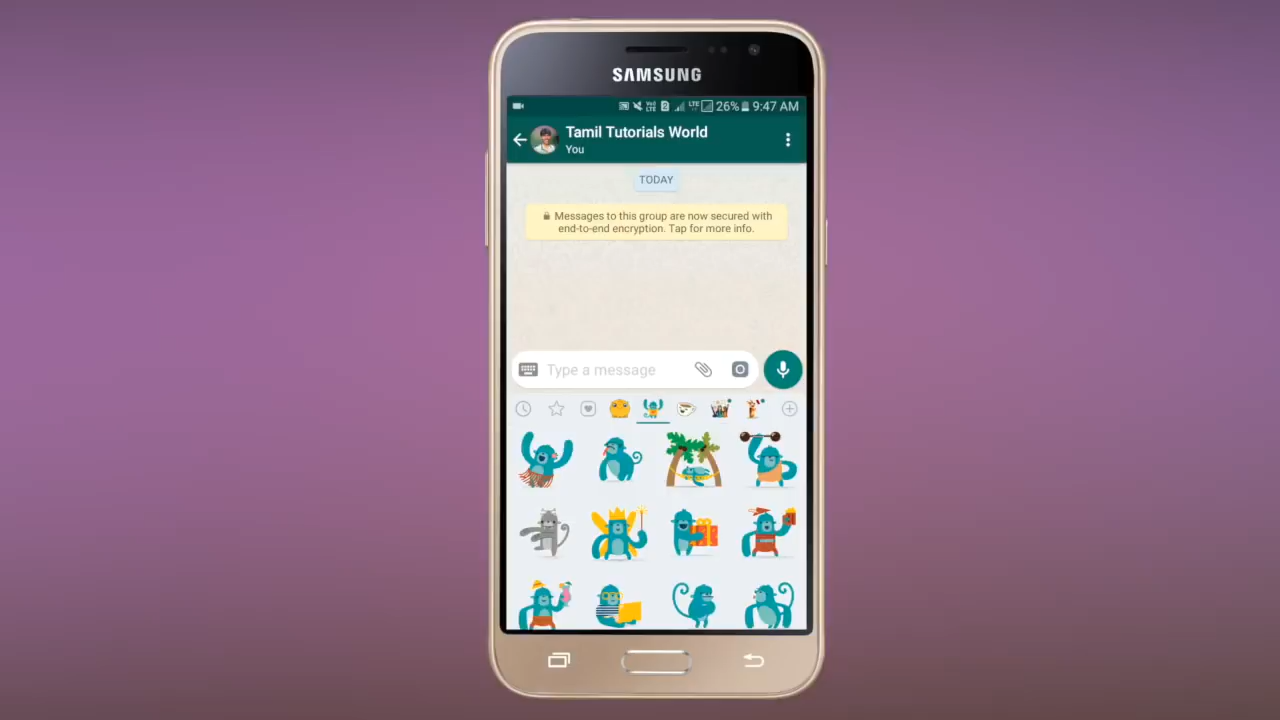 SAMSUNG
LTE 26% 9:47 AM
Tamil Tutorials World
You
TODAY
Messages to this group are now secured with
end-to-end encryption. Tap for more info.
Type a message